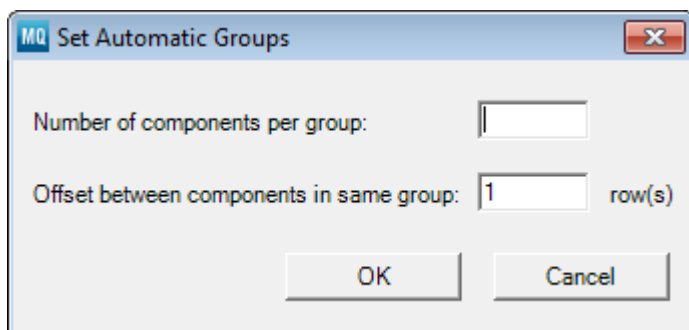 MQ Set Automatic Groups
Number of components per group:
Offset between components in same group: 1 row(s)
OK Cancel